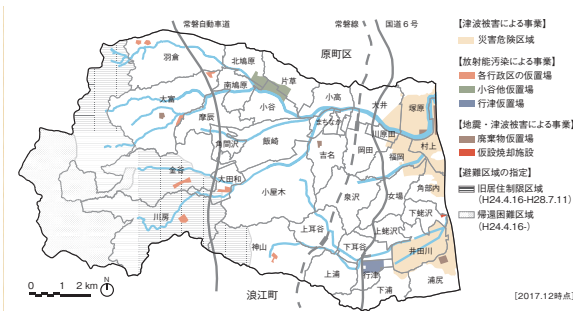 常磐自動車道
常磐線
国道6号
原町区
羽倉
北鳩原
南鳩原
片草
大富
小谷
小高
大井
塚原
摩辰
まちなか
川原田
村上
角間沢
飯崎
吉名
岡田
福岡
金谷
大田和
小屋木
泉沢
女場
角部内
川房
下蛯沢
上蛯沢
神山
上耳谷
下耳谷
井田川
上浦
行津
下浦
浦尻
浪江町
0 1 2 km
N
【津波被害による事業】
災害危険区域
【放射能汚染による事業】
各行政区の仮置場
小谷他仮置場
行津仮置場
【地震・津波被害による事業】
廃棄物仮置場
仮設焼却施設
【避難区域の指定】
旧居住制限区域
(H24.4.16-H28.7.11)
帰還困難区域
(H24.4.16-)
[2017.12時点]